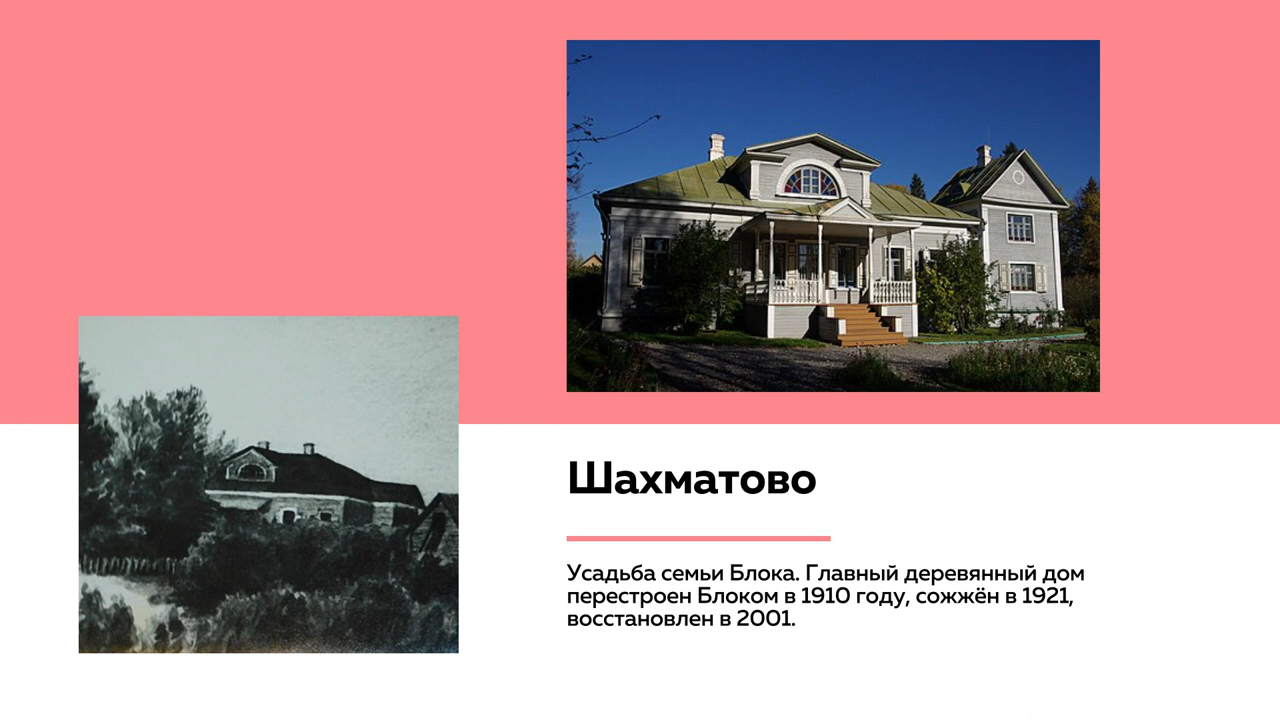 Шахматово
Усадьба семьи Блока. Главный деревянный дом
перестроен Блоком в 1910 году, сожжён в 1921,
восстановлен в 2001.